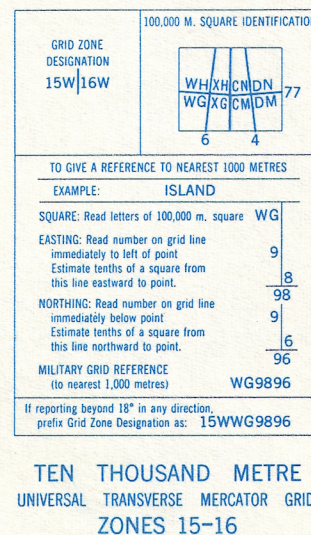 100,000 M. SQUARE IDENTIFICATIO
GRID ZONE
DESIGNATION
15W|16W
WH XH CN DN
WG XG CM DM 77
6 4
TO GIVE A REFERENCE TO NEAREST 1000 METRES
EXAMPLE: ISLAND
SQUARE: Read letters of 100,000 m. square WG
EASTING: Read number on grid line
immediately to left of point 9
Estimate tenths of a square from
this line eastward to point. 8
98
NORTHING: Read number on grid line
immediately below point 9
Estimate tenths of a square from
this line northward to point. 6
96
MILITARY GRID REFERENCE
(to nearest 1,000 metres) WG9896
If reporting beyond 18° in any direction,
prefix Grid Zone Designation as: 15WWG9896
TEN THOUSAND METRE
UNIVERSAL TRANSVERSE MERCATOR GRID
ZONES 15-16